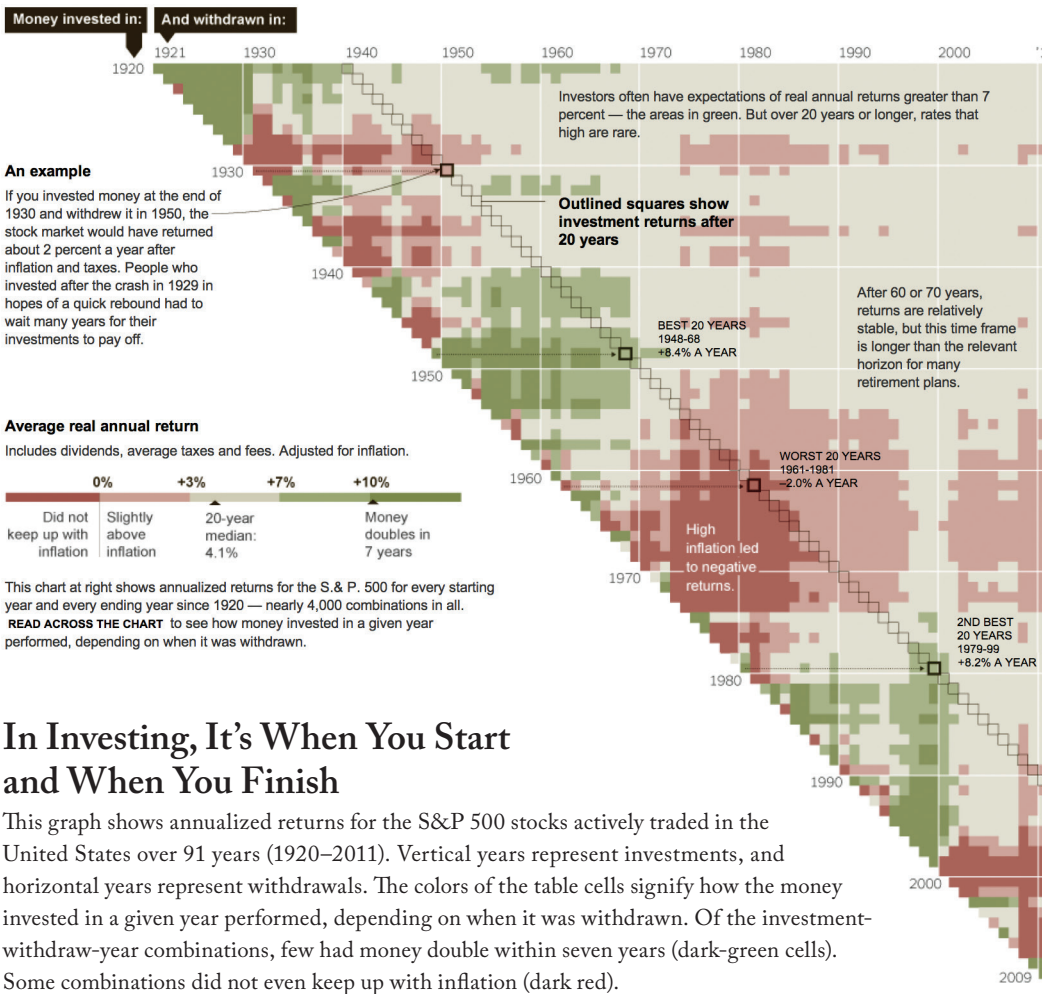 Money invested in:
And withdrawn in:
1921 1930 1940 1950 1960 1970 1980 1990 2000
1920
Investors often have expectations of real annual returns greater than 7
percent — the areas in green. But over 20 years or longer, rates that
high are rare.
An example
If you invested money at the end of
1930 and withdrew it in 1950, the
stock market would have returned
about 2 percent a year after
inflation and taxes. People who
invested after the crash in 1929 in
hopes of a quick rebound had to
wait many years for their
investments to pay off.
1930
Outlined squares show
investment returns after
20 years
1940
After 60 or 70 years,
returns are relatively
stable, but this time frame
is longer than the relevant
horizon for many
retirement plans.
BEST 20 YEARS
1948-68
+8.4% A YEAR
1950
Average real annual return
Includes dividends, average taxes and fees. Adjusted for inflation.
0% +3% +7% +10%
Did not
keep up with
inflation
Slightly
above
inflation
20-year
median:
4.1%
Money
doubles in
7 years
WORST 20 YEARS
1961-1981
–2.0% A YEAR
1960
High
inflation led
to negative
returns.
1970
This chart at right shows annualized returns for the S.& P. 500 for every starting
year and every ending year since 1920 — nearly 4,000 combinations in all.
READ ACROSS THE CHART to see how money invested in a given year
performed, depending on when it was withdrawn.
2ND BEST
20 YEARS
1979-99
+8.2% A YEAR
1980
1990
2000
2009
In Investing, It’s When You Start
and When You Finish
This graph shows annualized returns for the S&P 500 stocks actively traded in the
United States over 91 years (1920–2011). Vertical years represent investments, and
horizontal years represent withdrawals. The colors of the table cells signify how the money
invested in a given year performed, depending on when it was withdrawn. Of the investment-
withdraw-year combinations, few had money double within seven years (dark-green cells).
Some combinations did not even keep up with inflation (dark red).